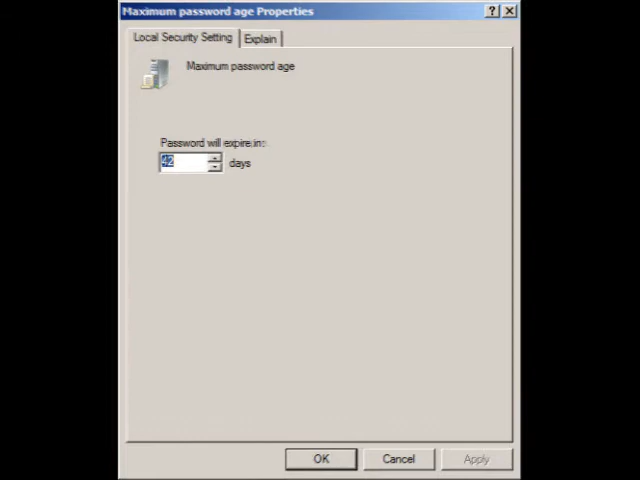 Maximum password age Properties
Local Security Setting
Explain
Maximum password age
Password will expire in:
42
days
OK
Cancel
Apply